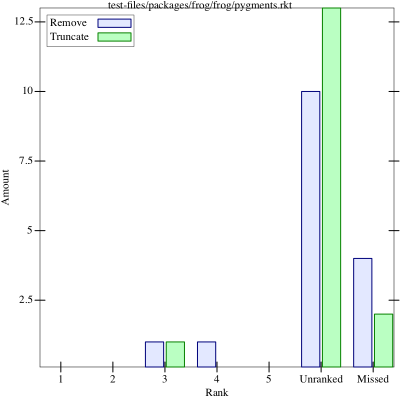 test-files/packages/frog/frog/pygments.rkt
Remove
Truncate
12.5
10
7.5
5
2.5
Amount
1 2 3 4 5 Unranked Missed
Rank